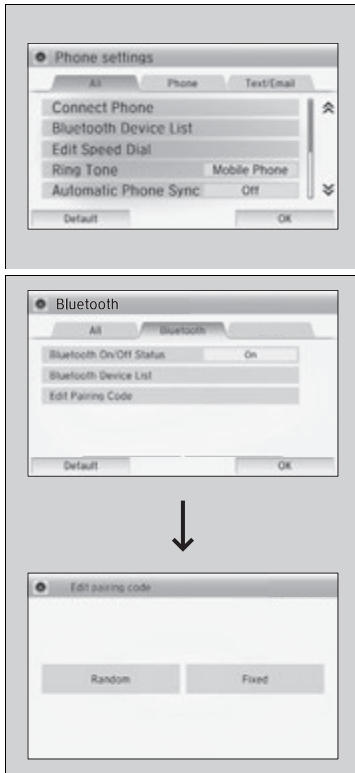 Phone settings
All Phone Text/Email
Connect Phone
Bluetooth Device List
Edit Speed Dial
Ring Tone Mobile Phone
Automatic Phone Sync Off
Default OK
Bluetooth
All Bluetooth
Bluetooth On/Off Status On
Bluetooth Device List
Edit Pairing Code
Default OK
Edit pairing code
Random Fixed